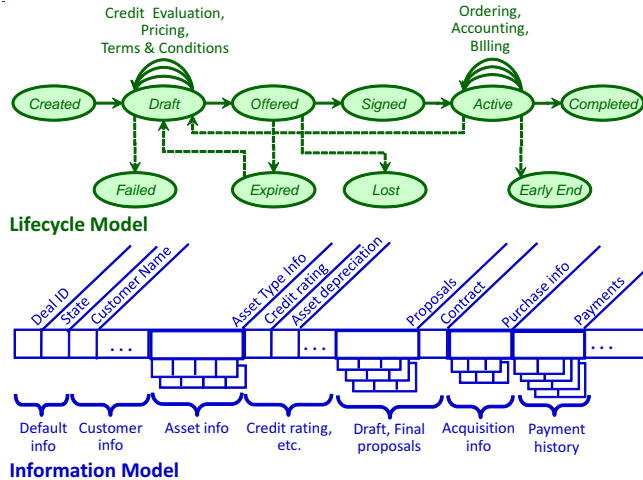 Credit Evaluation,
Pricing,
Terms & Conditions
Ordering,
Accounting,
BIlling
Created
Draft
Offered
Signed
Active
Completed
Failed
Expired
Lost
Early End
Lifecycle Model
Deal ID
State
Customer Name
Asset Type Info
Credit rating
Asset depreciation
Proposals
Contract
Purchase info
Payments
...
...
...
Default
info
Customer
info
Asset info
Credit rating,
etc.
Draft, Final
proposals
Acquisition
info
Payment
history
Information Model